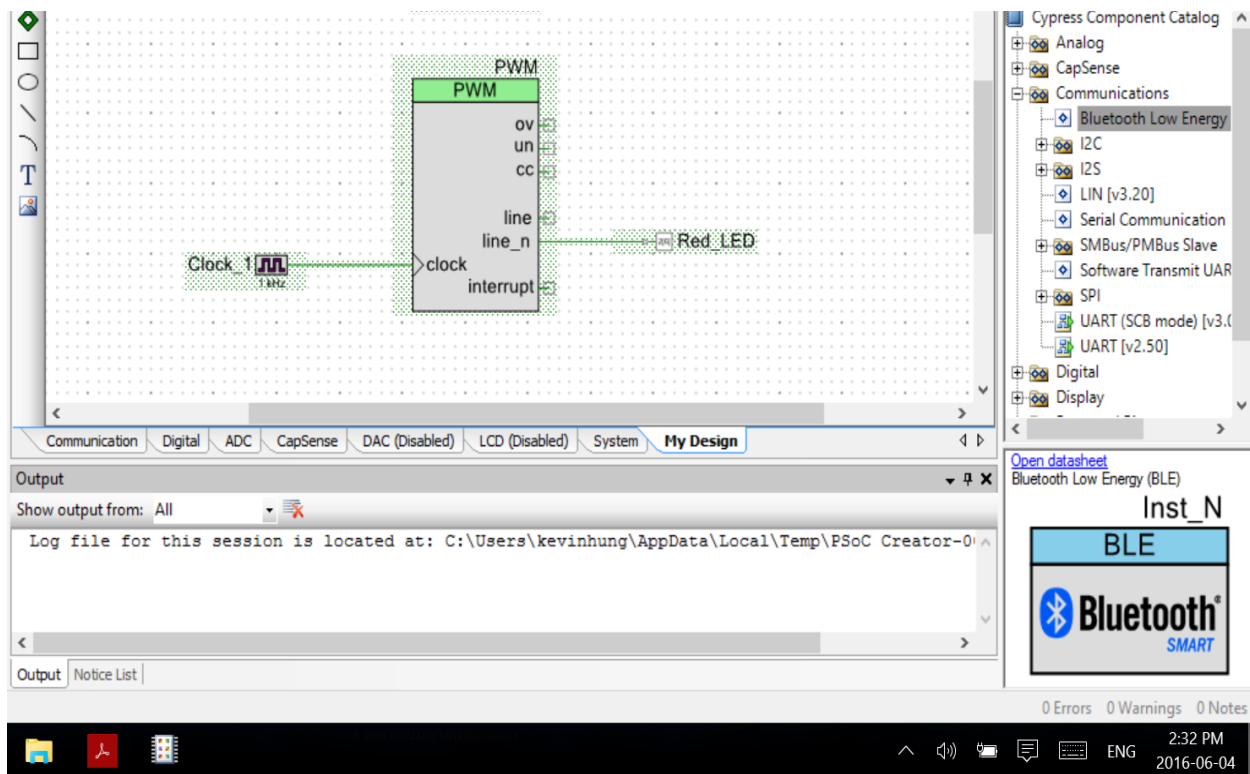 PWM
PWM
ov
un
cc
line
line_n
Red_LED
Clock_1
1 kHz
clock
interrupt
T
Communication Digital ADC CapSense DAC (Disabled) LCD (Disabled) System My Design
Cypress Component Catalog
Analog
CapSense
Communications
Bluetooth Low Energy
I2C
I2S
LIN [v3.20]
Serial Communication
SMBus/PMBus Slave
Software Transmit UAR
SPI
UART (SCB mode) [v3.0
UART [v2.50]
Digital
Display
Output
Show output from: All
Log file for this session is located at: C:\Users\kevinhung\AppData\Local\Temp\PSoC Creator-0
Output Notice List
Open datasheet
Bluetooth Low Energy (BLE)
Inst_N
BLE
Bluetooth
SMART
0 Errors 0 Warnings 0 Notes
ENG
2:32 PM
2016-06-04